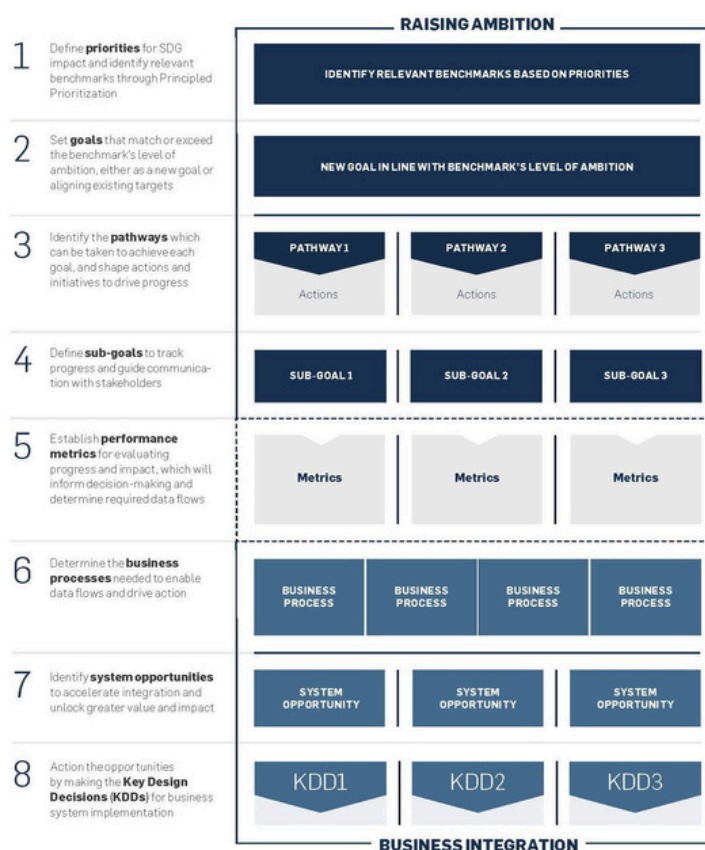 RAISING AMBITION
1
Define priorities for SDG
impact and identify relevant
benchmarks through Principled
Prioritization
IDENTIFY RELEVANT BENCHMARKS BASED ON PRIORITIES
2
Set goals that match or exceed
the benchmark's level of
ambition, either as a new goal or
aligning existing targets
NEW GOAL IN LINE WITH BENCHMARK'S LEVEL OF AMBITION
3
Identify the pathways which
can be taken to achieve each
goal, and shape actions and
initiatives to drive progress
PATHWAY 1
Actions
PATHWAY 2
Actions
PATHWAY 3
Actions
4
Define sub-goals to track
progress and guide communica-
tion with stakeholders
SUB-GOAL 1
SUB-GOAL 2
SUB-GOAL 3
5
Establish performance
metrics for evaluating
progress and impact, which will
inform decision-making and
determine required data flows
Metrics
Metrics
Metrics
6
Determine the business
processes needed to enable
data flows and drive action
BUSINESS
PROCESS
BUSINESS
PROCESS
BUSINESS
PROCESS
BUSINESS
PROCESS
7
Identify system opportunities
to accelerate integration and
unlock greater value and impact
SYSTEM
OPPORTUNITY
SYSTEM
OPPORTUNITY
SYSTEM
OPPORTUNITY
8
Action the opportunities
by making the Key Design
Decisions (KDDs) for business
system implementation
KDD1
KDD2
KDD3
BUSINESS INTEGRATION